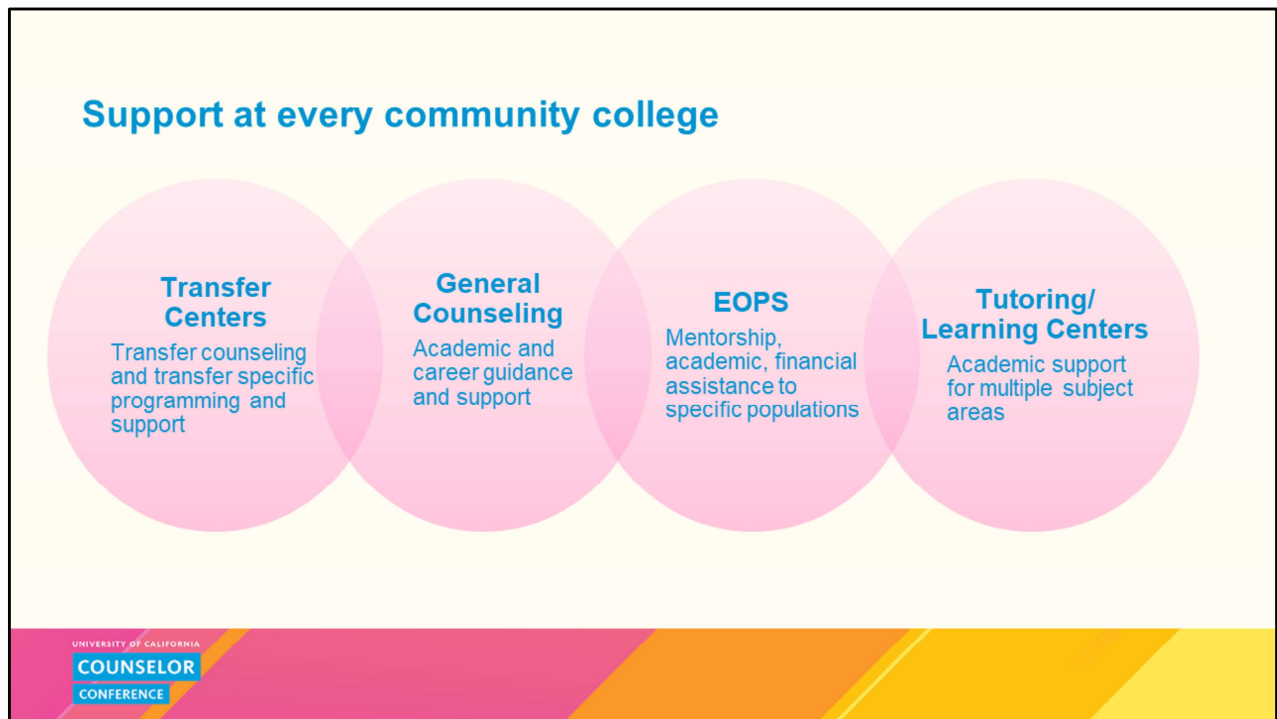 Support at every community college
Transfer
Centers
Transfer counseling
and transfer specific
programming and
support
General
Counseling
Academic and
career guidance
and support
EOPS
Mentorship,
academic, financial
assistance to
specific populations
Tutoring/
Learning Centers
Academic support
for multiple subject
areas
UNIVERSITY OF CALIFORNIA
COUNSELOR
CONFERENCE